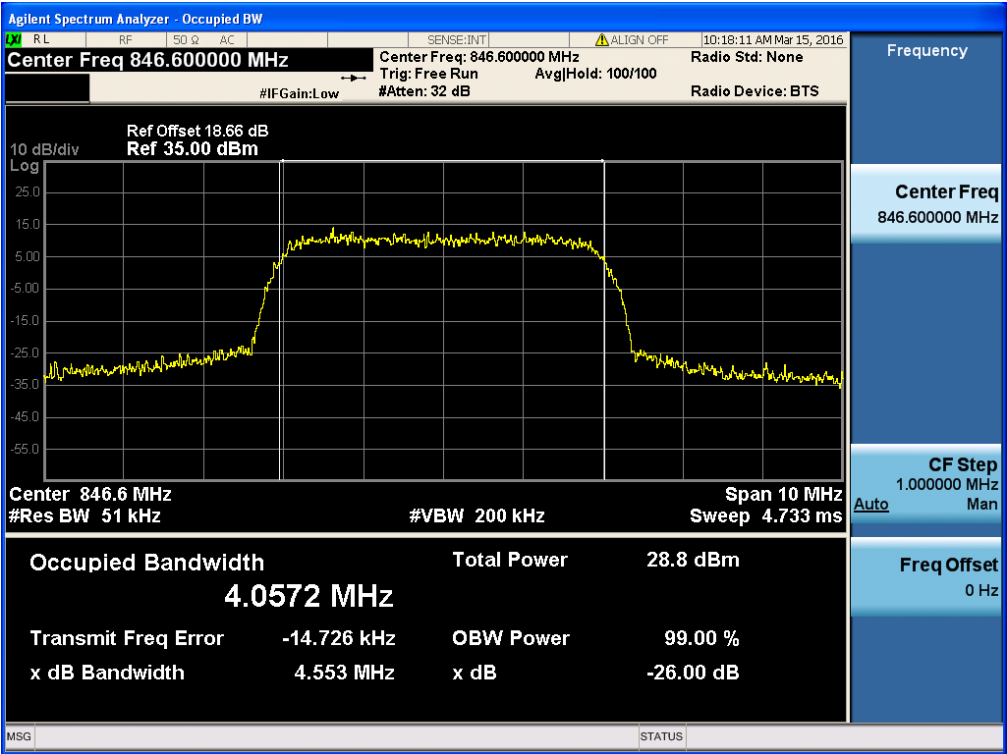 Agilent Spectrum Analyzer - Occupied BW
LXI RL RF 50 Ω AC SENSE:INT ALIGN OFF 10:18:11 AM Mar 15, 2016
Center Freq 846.600000 MHz Center Freq: 846.600000 MHz Radio Std: None Frequency
Trig: Free Run Avg|Hold: 100/100
#IFGain:Low #Atten: 32 dB Radio Device: BTS
Ref Offset 18.66 dB
10 dB/div Ref 35.00 dBm
Log
25.0
15.0
5.00
-5.00
-15.0
-25.0
-35.0
-45.0
-55.0
Center Freq
846.600000 MHz
Center 846.6 MHz Span 10 MHz
#Res BW 51 kHz #VBW 200 kHz Sweep 4.733 ms
CF Step
1.000000 MHz
Auto Man
Occupied Bandwidth Total Power 28.8 dBm
4.0572 MHz
Transmit Freq Error -14.726 kHz OBW Power 99.00 %
x dB Bandwidth 4.553 MHz x dB -26.00 dB
Freq Offset
0 Hz
MSG STATUS